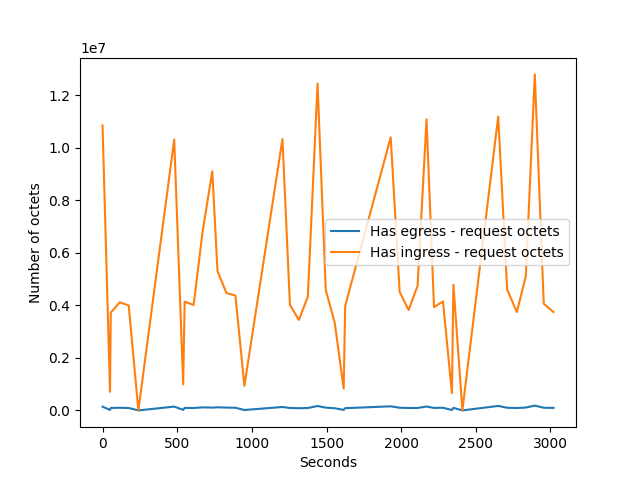 1e7
1.2
1.0
0.8
0.6
0.4
0.2
0.0
Number of octets
Has egress - request octets
Has ingress - request octets
0 500 1000 1500 2000 2500 3000
Seconds